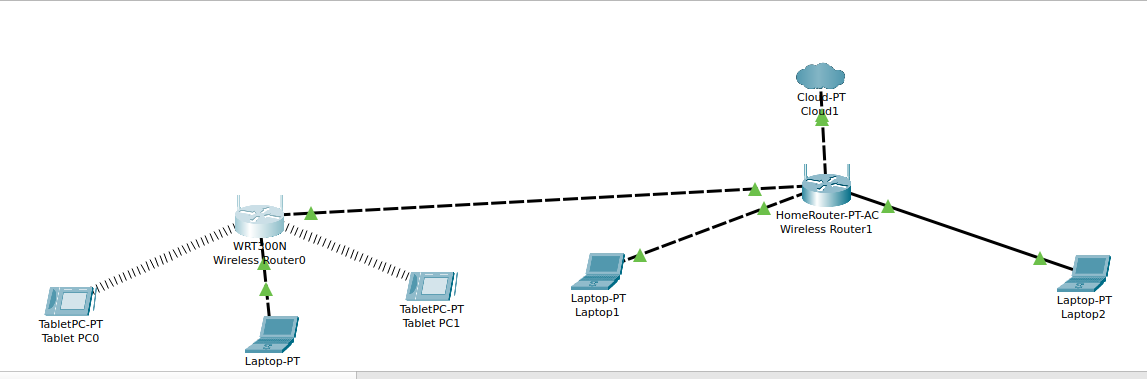 Cloud-PT
Cloud1
HomeRouter-PT-AC
Wireless Router1
WRT300N
Wireless Router0
Laptop-PT
Laptop1
Laptop-PT
Laptop2
TabletPC-PT
Tablet PC0
TabletPC-PT
Tablet PC1
Laptop-PT